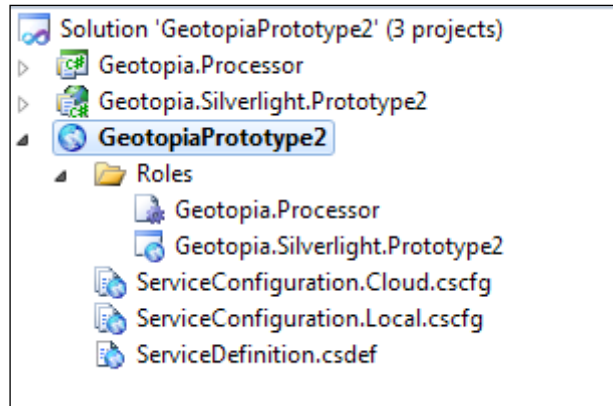 Solution 'GeotopiaPrototype2' (3 projects)
Geotopia.Processor
Geotopia.Silverlight.Prototype2
GeotopiaPrototype2
Roles
Geotopia.Processor
Geotopia.Silverlight.Prototype2
ServiceConfiguration.Cloud.cscfg
ServiceConfiguration.Local.cscfg
ServiceDefinition.csdef